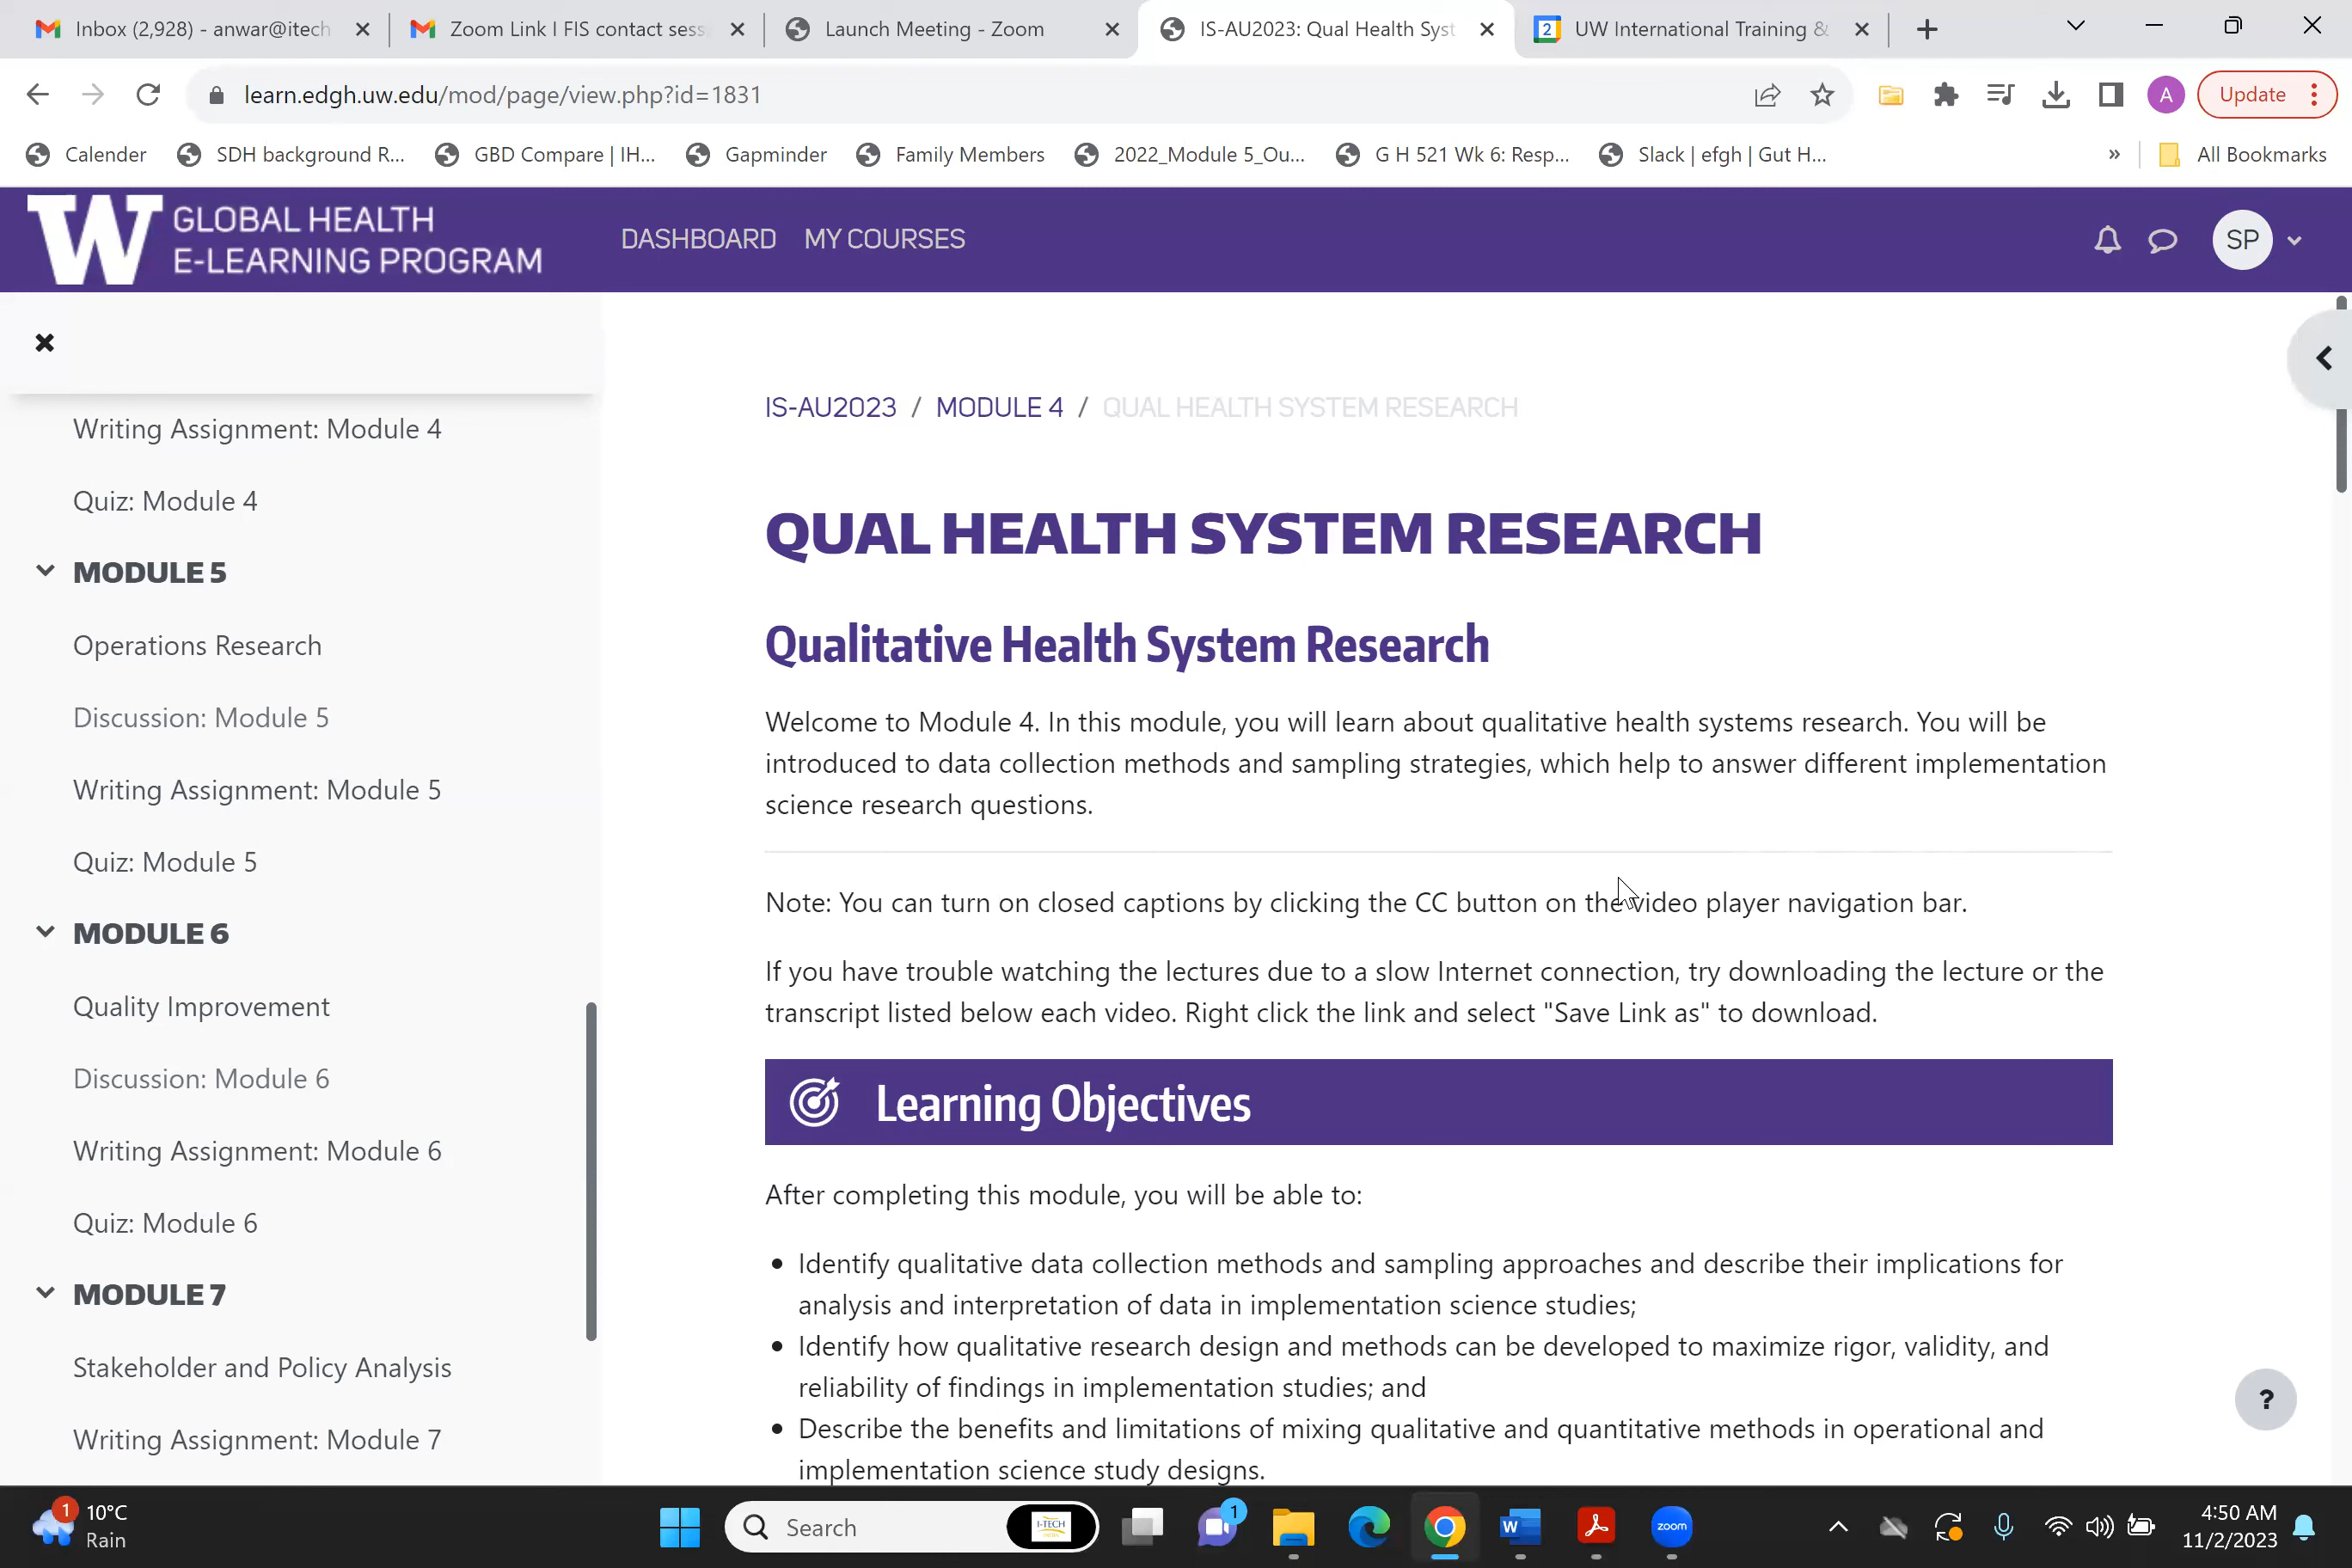 Inbox (2,928) - anwar@itech
Zoom Link I FIS contact sess
Launch Meeting - Zoom
IS-AU2023: Qual Health Syst
2
UW International Training &
learn.edgh.uw.edu/mod/page/view.php?id=1831
A
Update
Calender
SDH background R...
GBD Compare | IH...
Gapminder
Family Members
2022_Module 5_Ou...
G H 521 Wk 6: Resp...
Slack | efgh | Gut H...
»
All Bookmarks
W
GLOBAL HEALTH
E-LEARNING PROGRAM
DASHBOARD
MY COURSES
SP
Writing Assignment: Module 4
Quiz: Module 4
MODULE 5
Operations Research
Discussion: Module 5
Writing Assignment: Module 5
Quiz: Module 5
MODULE 6
Quality Improvement
Discussion: Module 6
Writing Assignment: Module 6
Quiz: Module 6
MODULE 7
Stakeholder and Policy Analysis
Writing Assignment: Module 7
IS-AU2023 / MODULE 4 / QUAL HEALTH SYSTEM RESEARCH
QUAL HEALTH SYSTEM RESEARCH
Qualitative Health System Research
Welcome to Module 4. In this module, you will learn about qualitative health systems research. You will be
introduced to data collection methods and sampling strategies, which help to answer different implementation
science research questions.
Note: You can turn on closed captions by clicking the CC button on the video player navigation bar.
If you have trouble watching the lectures due to a slow Internet connection, try downloading the lecture or the
transcript listed below each video. Right click the link and select "Save Link as" to download.
Learning Objectives
After completing this module, you will be able to:
• Identify qualitative data collection methods and sampling approaches and describe their implications for
analysis and interpretation of data in implementation science studies;
• Identify how qualitative research design and methods can be developed to maximize rigor, validity, and
reliability of findings in implementation studies; and
• Describe the benefits and limitations of mixing qualitative and quantitative methods in operational and
implementation science study designs.
?
1
10°C
Rain
Search
I-TECH
1
W
zoom
4:50 AM
11/2/2023